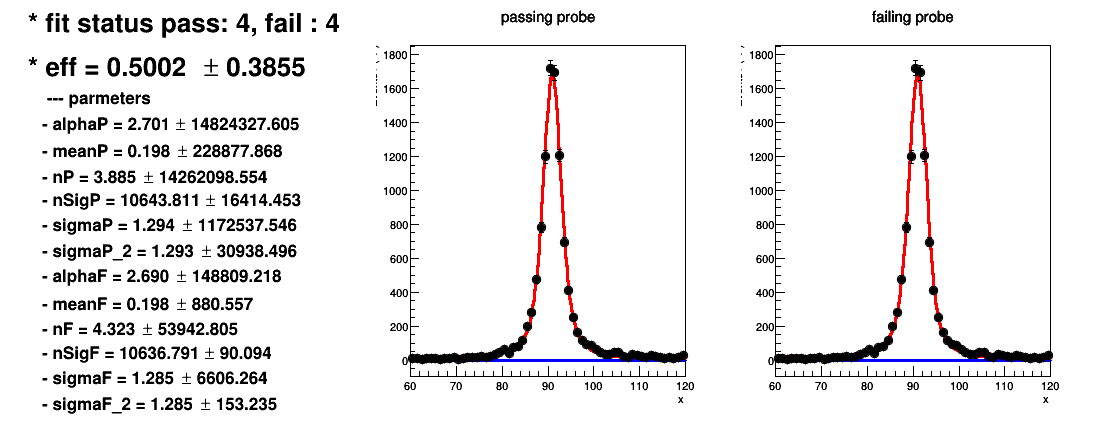 * fit status pass: 4, fail : 4
* eff = 0.5002 ± 0.3855
--- parmeters
- alphaP = 2.701 ± 14824327.605
- meanP = 0.198 ± 228877.868
- nP = 3.885 ± 14262098.554
- nSigP = 10643.811 ± 16414.453
- sigmaP = 1.294 ± 1172537.546
- sigmaP_2 = 1.293 ± 30938.496
- alphaF = 2.690 ± 148809.218
- meanF = 0.198 ± 880.557
- nF = 4.323 ± 53942.805
- nSigF = 10636.791 ± 90.094
- sigmaF = 1.285 ± 6606.264
- sigmaF_2 = 1.285 ± 153.235
passing probe
1800
1600
1400
1200
1000
800
600
400
200
0
60 70 80 90 100 110 120
x
failing probe
1800
1600
1400
1200
1000
800
600
400
200
0
60 70 80 90 100 110 120
x